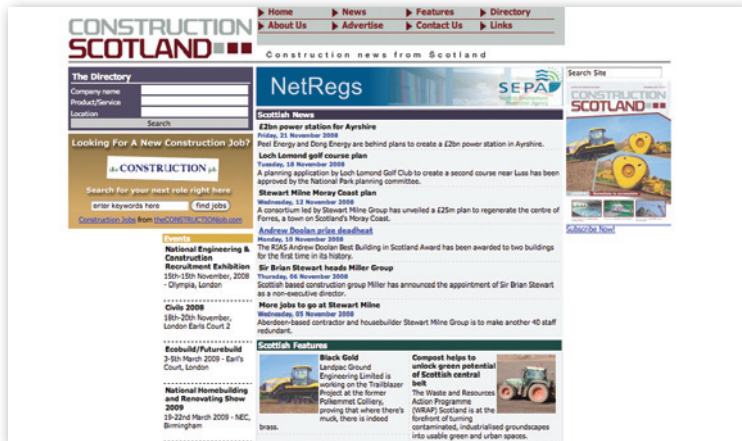 CONSTRUCTION
SCOTLAND
Home
News
Features
Directory
About Us
Advertise
Contact Us
Links
Construction news from Scotland
The Directory
Company name
Product/Service
Location
Search
Looking For A New Construction Job?
the CONSTRUCTION job
Search for your next role right here
enter keywords here
find jobs
Construction Jobs from theCONSTRUCTIONjob.com
Events
National Engineering &
Construction
Recruitment Exhibition
15th-15th November, 2008
- Olympia, London
Civils 2008
18th-20th November,
London Earls Court 2
Ecobuild/Futurebuild
3-5th March 2009 - Earl's
Court, London
National Homebuilding
and Renovating Show
2009
19-22nd March 2009 - NEC,
Birmingham
NetRegs
SEPA
Scottish News
£2bn power station for Ayrshire
Friday, 21 November 2008
Peel Energy and Dong Energy are behind plans to create a £2bn power station in Ayrshire.
Loch Lomond golf course plan
Tuesday, 18 November 2008
A planning application by Loch Lomond Golf Club to create a second course near Luss has been
approved by the National Park planning committee.
Stewart Milne Moray Coast plan
Wednesday, 12 November 2008
A consortium led by Stewart Milne Group has unveiled a £25m plan to regenerate the centre of
Forres, a town on Scotland's Moray Coast.
Andrew Doolan prize deadheat
Monday, 10 November 2008
The RIAS Andrew Doolan Best Building in Scotland Award has been awarded to two buildings
for the first time in its history.
Sir Brian Stewart heads Miller Group
Thursday, 06 November 2008
Scottish based construction group Miller has announced the appointment of Sir Brian Stewart
as a non-executive director.
More jobs to go at Stewart Milne
Wednesday, 05 November 2008
Aberdeen-based contractor and housebuilder Stewart Milne Group is to make another 40 staff
redundant.
Scottish Features
Black Gold
Landpac Ground
Engineering Limited is
working on the Trailblazer
Project at the former
Polkemmet Colliery,
proving that where there's
muck, there is indeed
brass.
Compost helps to
unlock green potential
of Scottish central
belt
The Waste and Resources
Action Programme
(WRAP) Scotland is at the
forefront of turning
contaminated, industrialised groundscapes
into usable green and urban spaces.
Search Site
CONSTRUCTION
SCOTLAND
Subscribe Now!